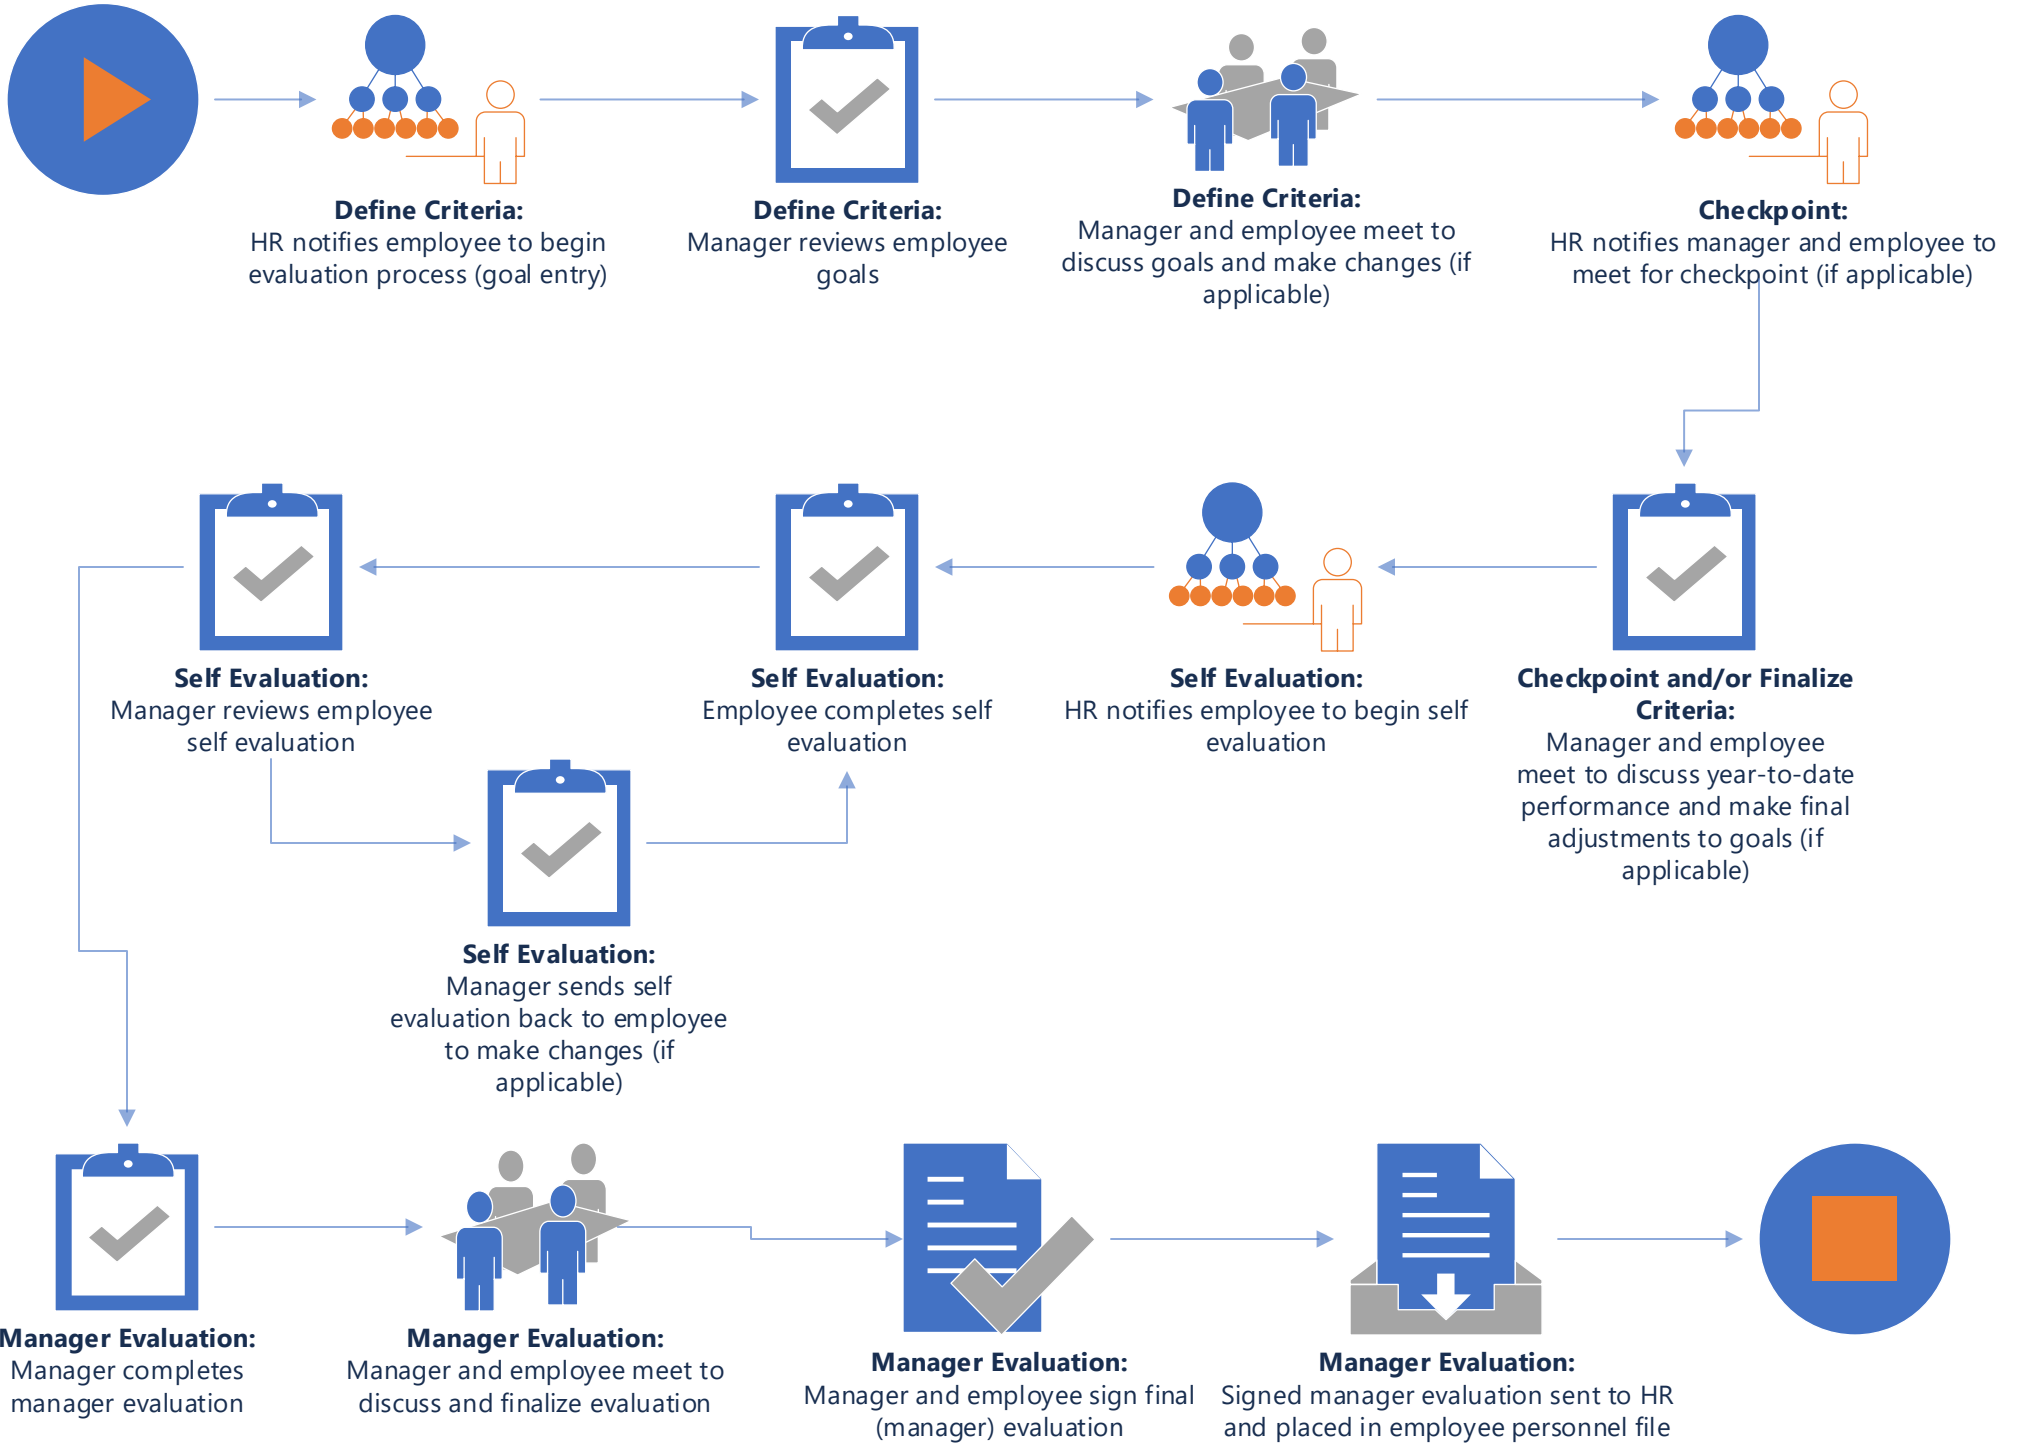 Define Criteria:
HR notifies employee to begin
evaluation process (goal entry)
Define Criteria:
Manager reviews employee
goals
Define Criteria:
Manager and employee meet to
discuss goals and make changes (if
applicable)
Checkpoint:
HR notifies manager and employee to
meet for checkpoint (if applicable)
Self Evaluation:
Manager reviews employee
self evaluation
Self Evaluation:
Employee completes self
evaluation
Self Evaluation:
HR notifies employee to begin self
evaluation
Checkpoint and/or Finalize
Criteria:
Manager and employee
meet to discuss year-to-date
performance and make final
adjustments to goals (if
applicable)
Self Evaluation:
Manager sends self
evaluation back to employee
to make changes (if
applicable)
Manager Evaluation:
Manager completes
manager evaluation
Manager Evaluation:
Manager and employee meet to
discuss and finalize evaluation
Manager Evaluation:
Manager and employee sign final
(manager) evaluation
Manager Evaluation:
Signed manager evaluation sent to HR
and placed in employee personnel file